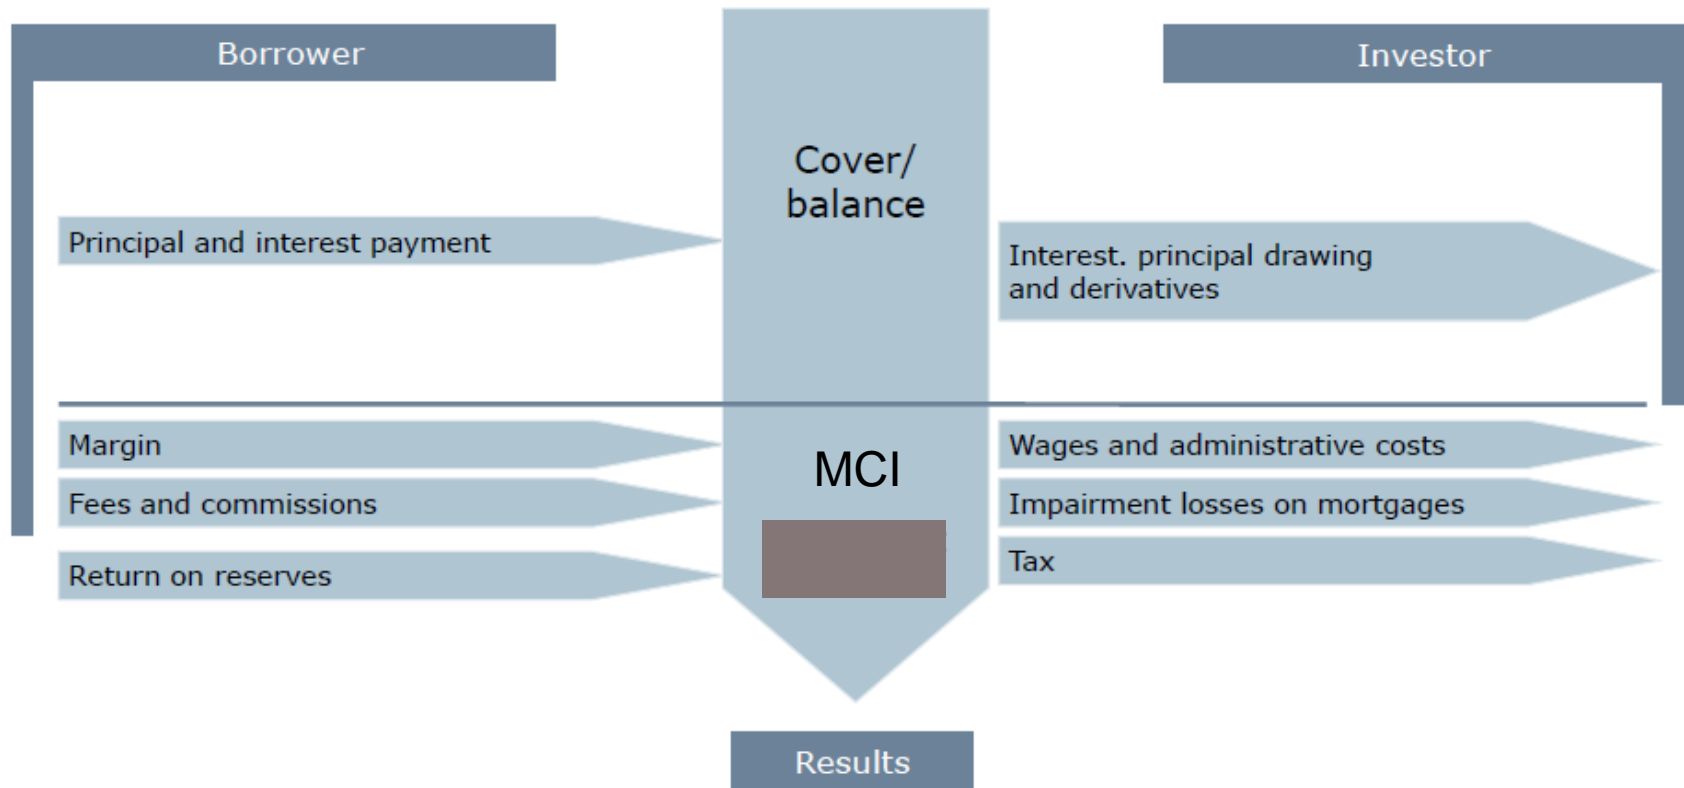 Borrower
Investor
Cover/
balance
Principal and interest payment
Interest. principal drawing
and derivatives
Margin
Fees and commissions
Return on reserves
MCI
Wages and administrative costs
Impairment losses on mortgages
Tax
Results